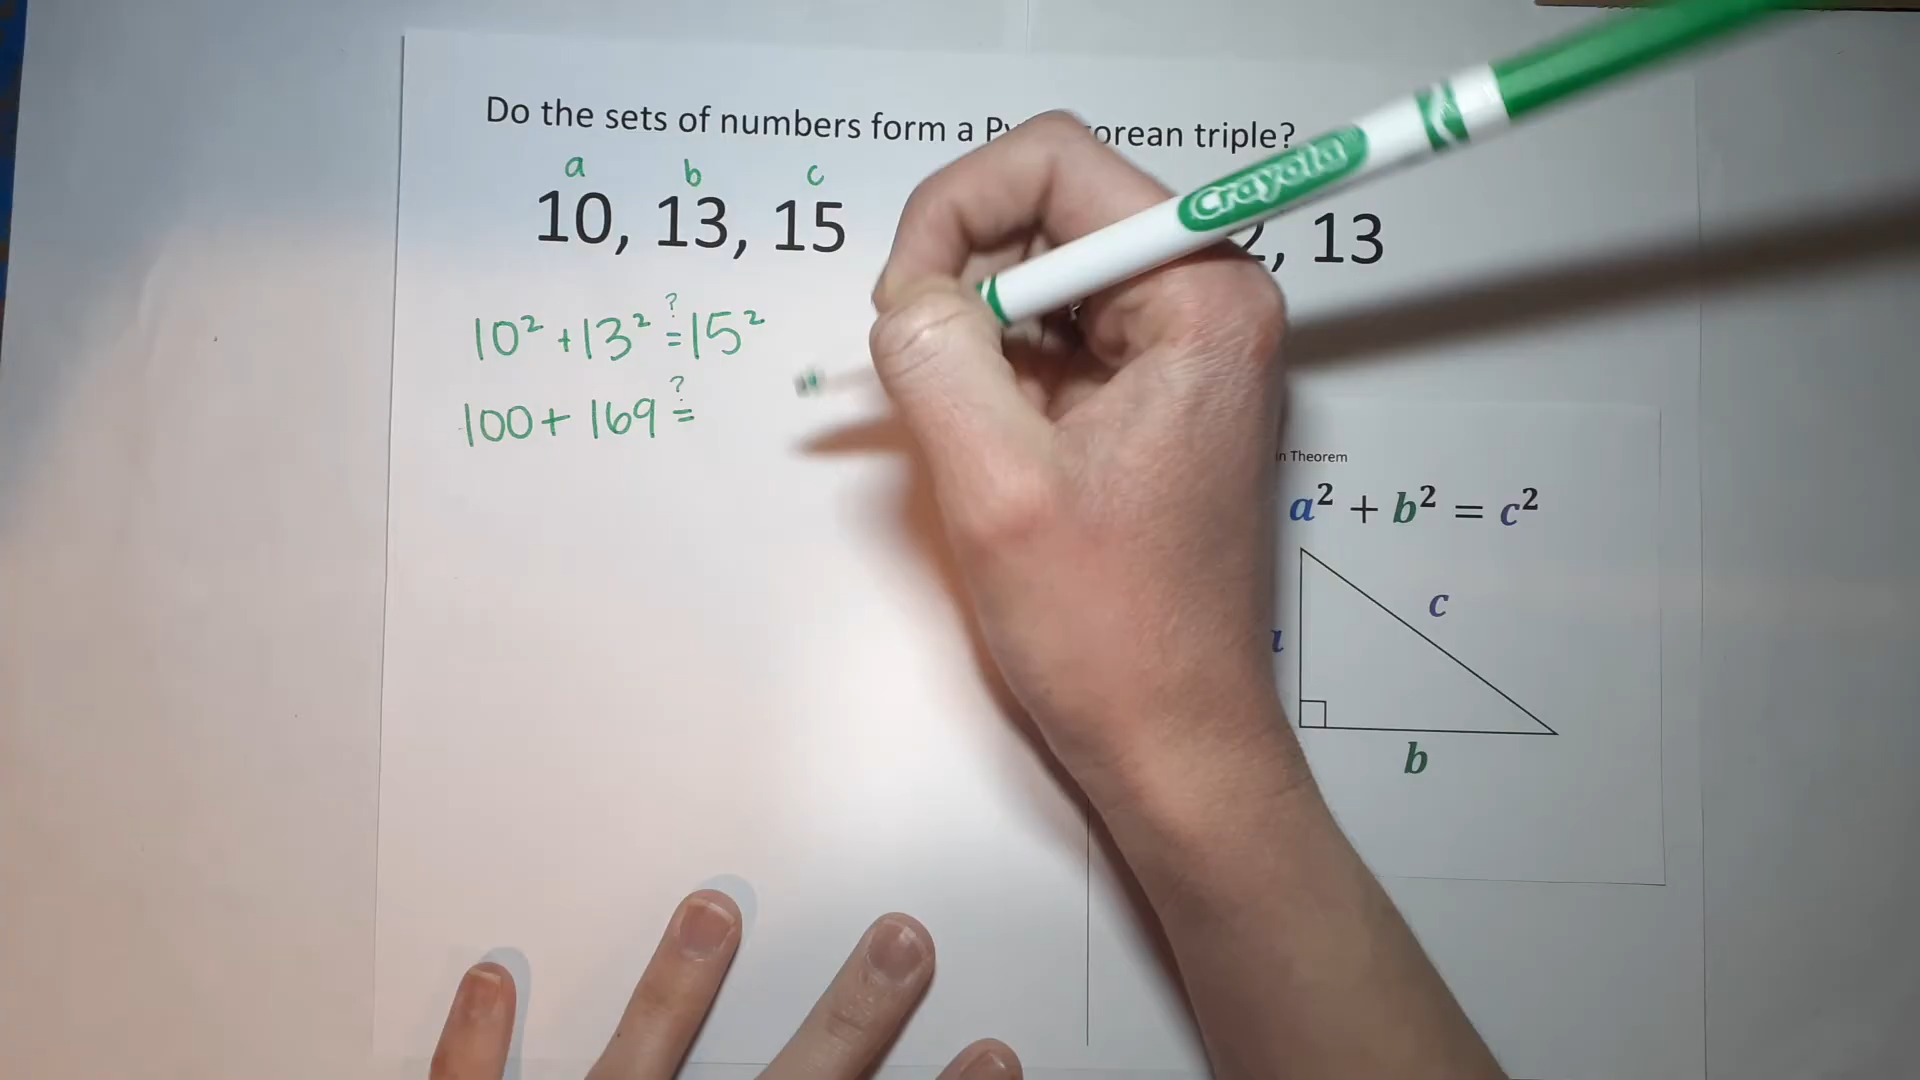 Do the sets of numbers form a orean triple?
a b c
10, 13, 15
, 13
10² + 13² ≟ 15²
100 + 169 ≟
Crayola
Theorem
a² + b² = c²
c
b